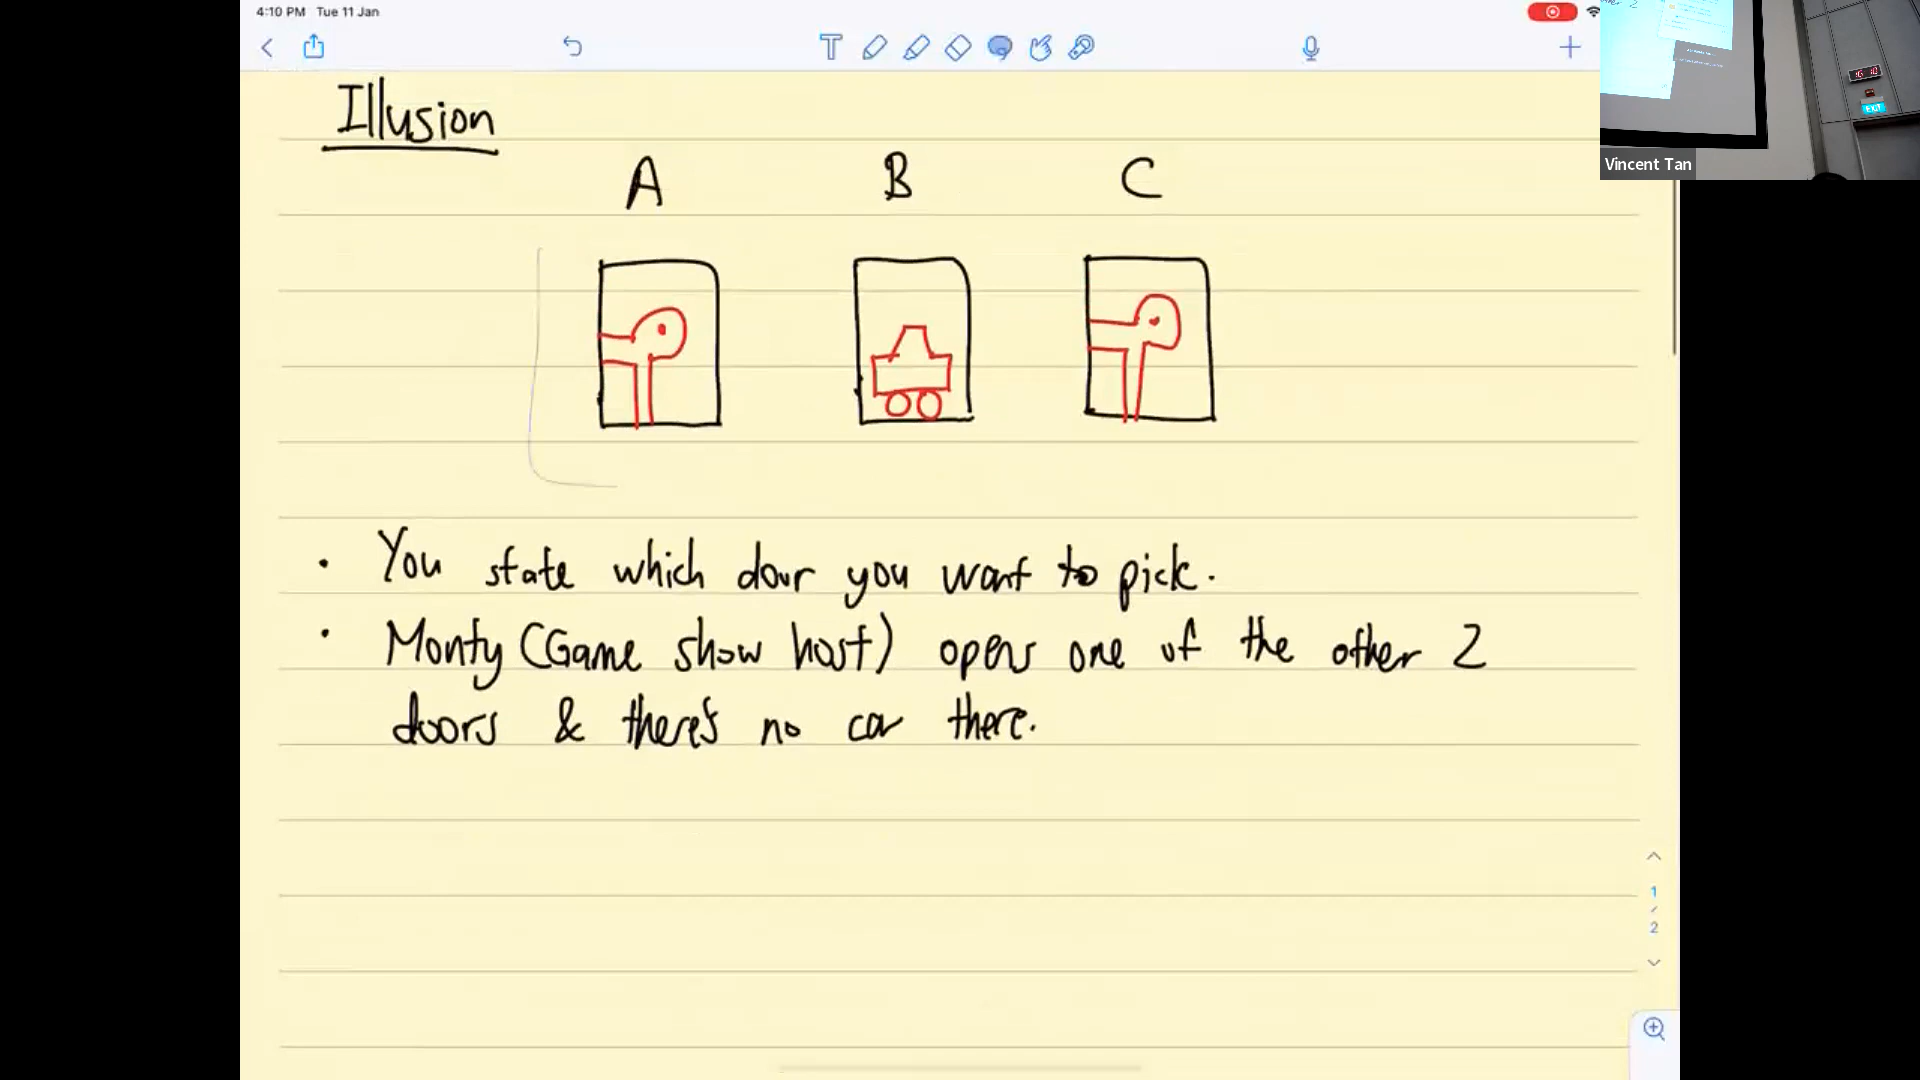 4:10 PM Tue 11 Jan
Illusion
A B C
You state which door you want to pick.
Monty (Game show host) opens one of the other 2
doors & there's no car there.
1
/
2
Vincent Tan
EXIT